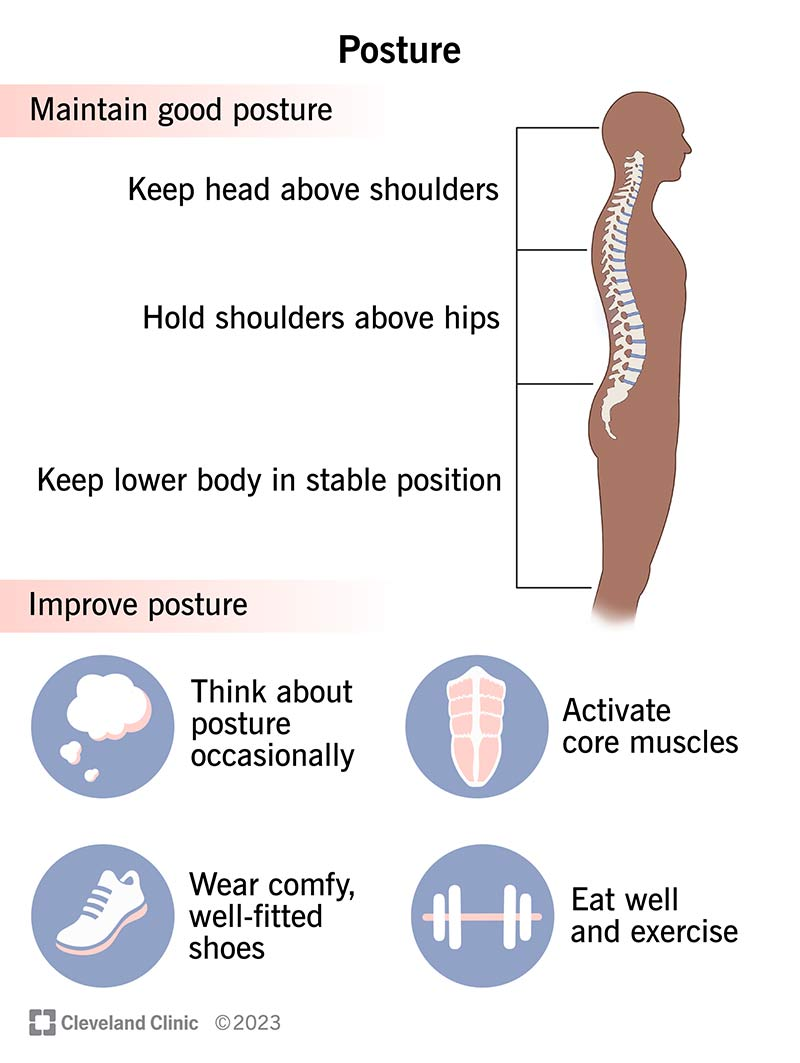 Posture
Maintain good posture
Keep head above shoulders
Hold shoulders above hips
Keep lower body in stable position
Improve posture
Think about
posture
occasionally
Activate
core muscles
Wear comfy,
well-fitted
shoes
Eat well
and exercise
Cleveland Clinic ©2023